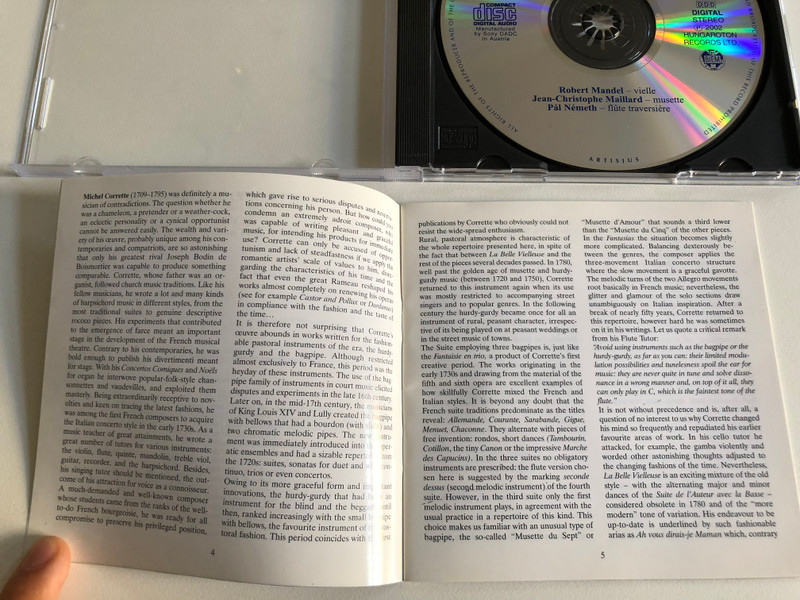 COMPACT
disc
DIGITAL AUDIO
Manufactured
by Sony DADC
in Austria
DDD
DIGITAL
STEREO
2002
HUNGAROTON
RECORDS LTD.
ALL RIGHTS OF THE
Robert Mandel – vielle
Jean-Christophe Maillard – musette
Pál Németh – flûte traversière
ARTISJUS
Michel Corrette (1709–1795) was definitely a mu-
sician of contradictions. The question whether he
was a chameleon, a pretender or a weather-cock,
an eclectic personality or a cynical opportunist
cannot be answered easily. The wealth and vari-
ety of his œuvre, probably unique among his con-
temporaries and compatriots, are so astonishing
that only his greatest rival Joseph Bodin de
Boismortier was capable to produce something
comparable. Corrette, whose father was an or-
ganist, followed church music traditions. Like his
fellow musicians, he wrote a lot and many kinds
of harpsichord music in different styles, from the
most traditional suites to genuine descriptive
rococo pieces. His experiments that contributed
to the emergence of farce meant an important
stage in the development of the French musical
theatre. Contrary to his contemporaries, he was
bold enough to publish his divertimenti meant
for stage. With his Concertos Comiques and Noëls
for organ he interwove popular-folk-style chan-
sonnettes and vaudevilles, and exploited them
masterly. Being extraordinarily receptive to nov-
elties and keen on tracing the latest fashions, he
was among the first French composers to acquire
the Italian concerto style in the early 1730s. As a
music teacher of great attainments, he wrote a
great number of tutors for various instruments:
the violin, flute, quinte, mandolin, treble viol,
guitar, recorder, and the harpsichord. Besides,
his singing tutor should be mentioned, the out-
come of his attraction for voice as a connoisseur.
A much-demanded and well-known composer
whose students came from the ranks of the well-
to-do French bourgeoisie, he was ready for all
compromise to preserve his privileged position,
which gave rise to serious disputes and
tions concerning his person. But how could
condemn an extremely adroit composer,
was capable of writing pleasant and graceful
music, for intending his products for immediate
use? Corrette can only be accused of oppor-
tunism and lack of steadfastness if we apply the
romantic artists' scale of values to him, disre-
garding the characteristics of his time and the
fact that even the great Rameau reshaped his
works almost completely on renewing his operas
(see for example Castor and Pollux or Dardanus)
in compliance with the fashion and the taste of
the time…
It is therefore not surprising that Corrette's
œuvre abounds in works written for the fashion-
able pastoral instruments of the era, the hurdy-
gurdy and the bagpipe. Although restricted
almost exclusively to France, this period was the
heyday of these instruments. The use of the bag-
pipe family of instruments in court music elicited
disputes and experiments in the late 16th century.
Later on, in the mid-17th century, the musicians
of King Louis XIV and Lully created the bagpipe
with bellows that had a bourdon (with and
two chromatic melodic pipes. The new instru-
ment was immediately introduced into the oper-
atic ensembles and had a sizable repertoire
the 1720s: suites, sonatas for duet and with con-
tinuo, trios or even concertos.
Owing to its more graceful form and important
innovations, the hurdy-gurdy that had been an
instrument for the blind and the beggars until
then, ranked increasingly with the small bagpipe
with bellows, the favourite instrument of pas-
toral fashion. This period coincides with the first
4
publications by Corrette who obviously could not
resist the wide-spread enthusiasm.
Rural, pastoral atmosphere is characteristic of
the whole repertoire presented here, in spite of
the fact that between La Belle Vielleuse and the
rest of the pieces several decades passed. In 1780,
well past the golden age of musette and hurdy-
gurdy music (between 1720 and 1750), Corrette
returned to this instrument again when its use
was mostly restricted to accompanying street
singers and to popular genres. In the following
century the hurdy-gurdy became once for all an
instrument of rural, peasant character, irrespec-
tive of its being played on at peasant weddings or
in the street music of towns.
The Suite employing three bagpipes, is just like
the Fantaisie en trio, a product of Corrette's first
creative period. The works originating in the
early 1730s and drawing from the material of the
fifth and sixth opera are excellent examples of
how skillfully Corrette mixed the French and
Italian styles. It is beyond any doubt that the
French suite traditions predominate as the titles
reveal: Allemande, Courante, Sarabande, Gigue,
Menuet, Chaconne. They alternate with pieces of
free invention: rondos, short dances (Tambourin,
Cotillon, the tiny Canon or the impressive Marche
des Capucins). In the three suites no obligatory
instruments are prescribed: the flute version cho-
sen here is suggested by the marking seconde
dessus (second melodic instrument) of the fourth
suite. However, in the third suite only the first
melodic instrument plays, in agreement with the
usual practice in a repertoire of this kind. This
choice makes us familiar with an unusual type of
bagpipe, the so-called “Musette du Sept” or
“Musette d'Amour” that sounds a third lower
than the “Musette du Cinq” of the other pieces.
In the Fantasias the situation becomes slightly
more complicated. Balancing dexterously be-
tween the genres, the composer applies the
three-movement Italian concerto structure
where the slow movement is a graceful gavotte.
The melodic turns of the two Allegro movements
root basically in French music; nevertheless, the
glitter and glamour of the solo sections draw
unambiguously on Italian inspiration. After a
break of nearly fifty years, Corrette returned to
this repertoire, however hard he was sometimes
on it in his writings. Let us quote a critical remark
from his Flute Tutor:
“Avoid using instruments such as the bagpipe or the
hurdy-gurdy, as far as you can: their limited modu-
lation possibilities and tuneless spoil the ear for
music: they are never quite in tune and solve disso-
nance in a wrong manner and, on top of it all, they
can only play in C, which is the faintest tone of the
flute.”
It is not without precedence and is, after all, a
question of no interest to us why Corrette changed
his mind so frequently and repudiated his earlier
favourite areas of work. In his cello tutor he
attacked, for example, the gamba violently and
worded other astonishing thoughts adjusted to
the changing fashions of the time. Nevertheless,
La Belle Vielleuse is an exciting mixture of the old
style – with the alternating major and minor
dances of the Suite de l'Auteur avec la Basse –
considered obsolete in 1780 and of the “more
modern” tone of variation. His endeavour to be
up-to-date is underlined by such fashionable
arias as Ah vous dirais-je Maman which, contrary
5